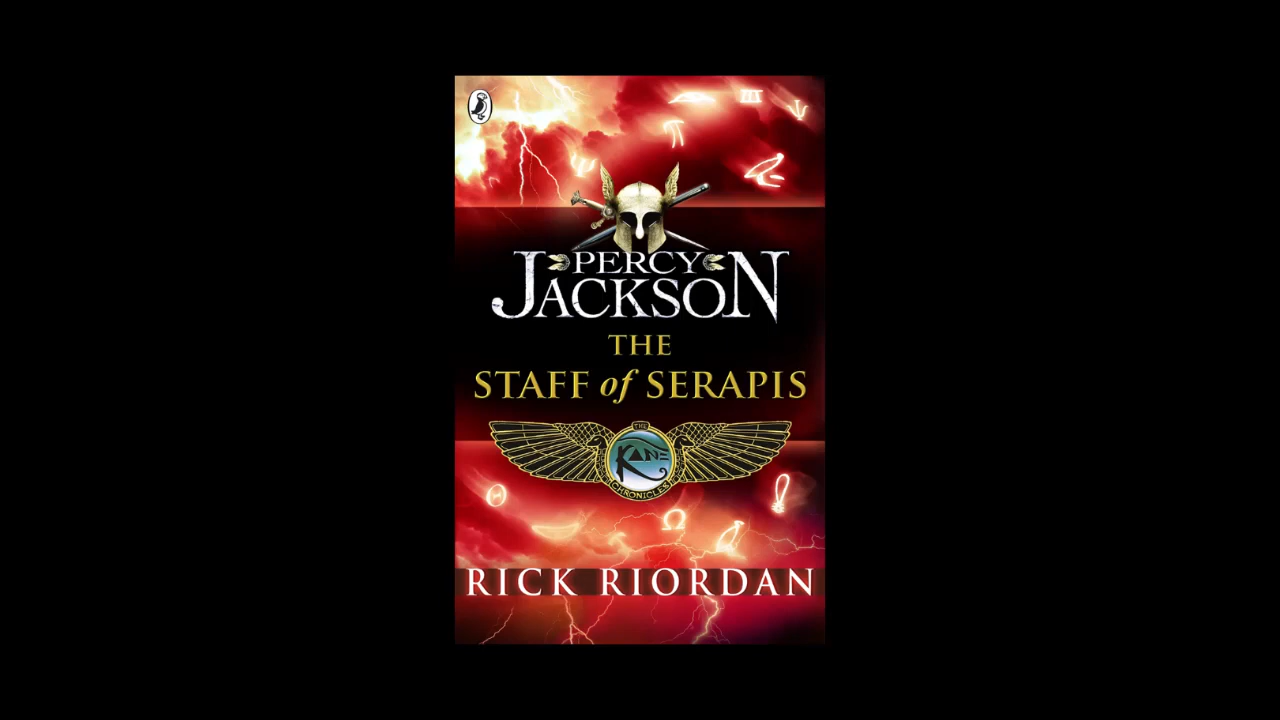 PERCY
JACKSON
THE
STAFF of SERAPIS
THE
KANE
CHRONICLES
RICK RIORDAN